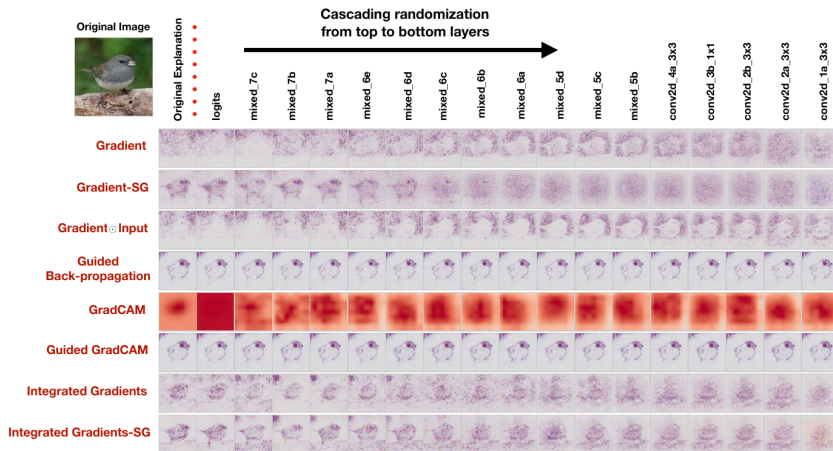 Cascading randomization
from top to bottom layers
Original Image
Original Explanation
logits
mixed_7c
mixed_7b
mixed_7a
mixed_6e
mixed_6d
mixed_6c
mixed_6b
mixed_6a
mixed_5d
mixed_5c
mixed_5b
conv2d_4a_3x3
conv2d_3b_1x1
conv2d_2b_3x3
conv2d_2a_3x3
conv2d_1a_3x3
Gradient
Gradient-SG
Gradient⊙Input
Guided
Back-propagation
GradCAM
Guided GradCAM
Integrated Gradients
Integrated Gradients-SG